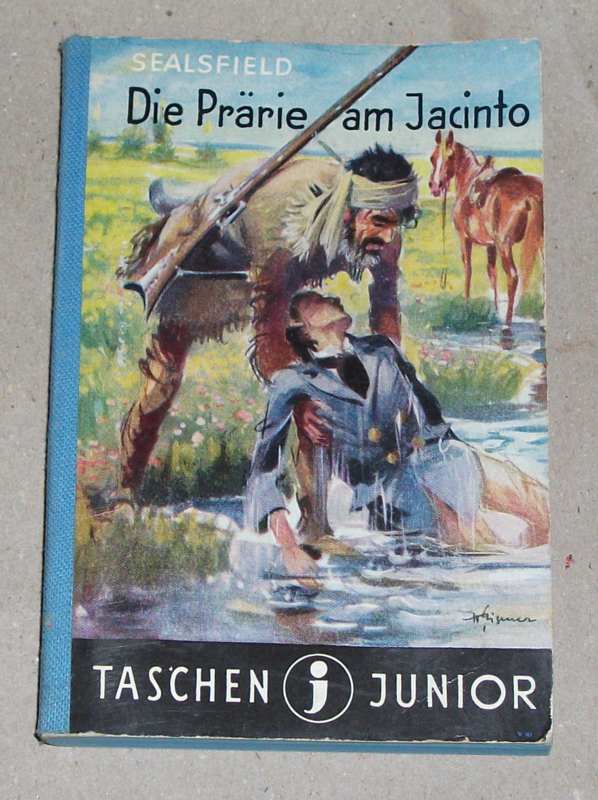 SEALSFIELD
Die Prärie am Jacinto
TASCHEN j JUNIOR